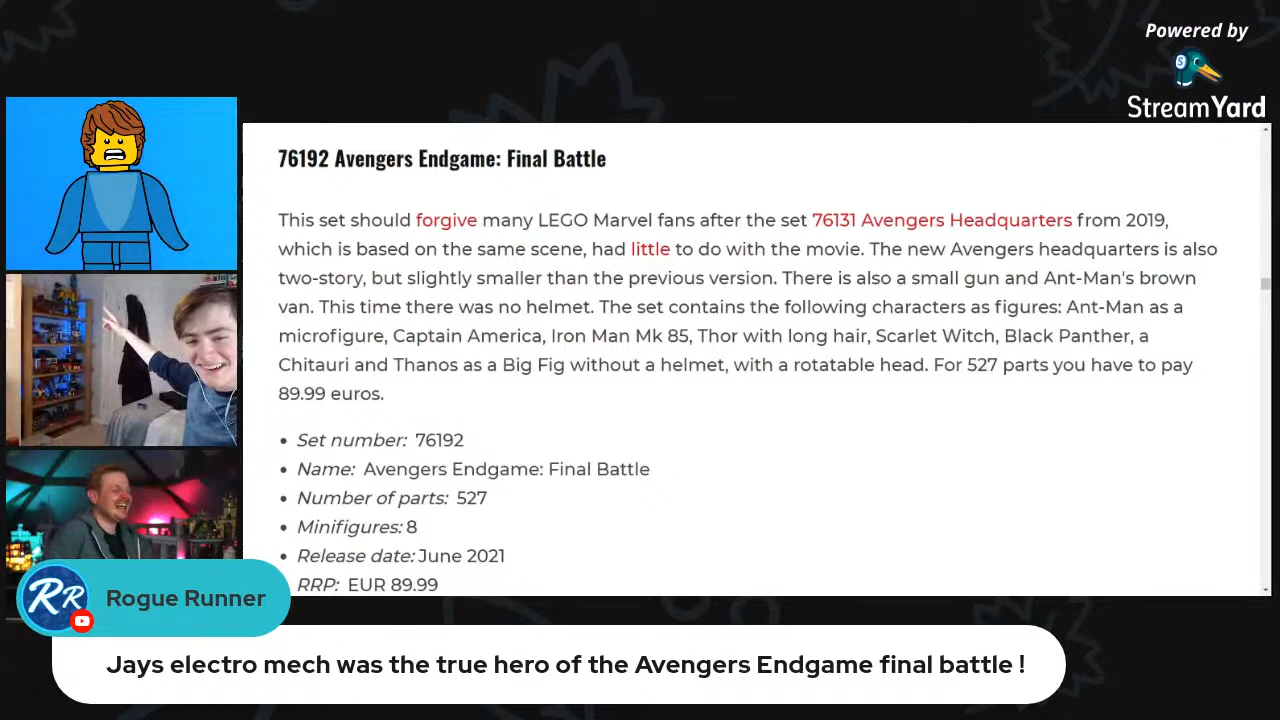 Powered by
StreamYard
76192 Avengers Endgame: Final Battle
This set should forgive many LEGO Marvel fans after the set 76131 Avengers Headquarters from 2019,
which is based on the same scene, had little to do with the movie. The new Avengers headquarters is also
two-story, but slightly smaller than the previous version. There is also a small gun and Ant-Man's brown
van. This time there was no helmet. The set contains the following characters as figures: Ant-Man as a
microfigure, Captain America, Iron Man Mk 85, Thor with long hair, Scarlet Witch, Black Panther, a
Chitauri and Thanos as a Big Fig without a helmet, with a rotatable head. For 527 parts you have to pay
89.99 euros.
• Set number: 76192
• Name: Avengers Endgame: Final Battle
• Number of parts: 527
• Minifigures: 8
• Release date: June 2021
RRP: EUR 89.99
RR
Rogue Runner
Jays electro mech was the true hero of the Avengers Endgame final battle !